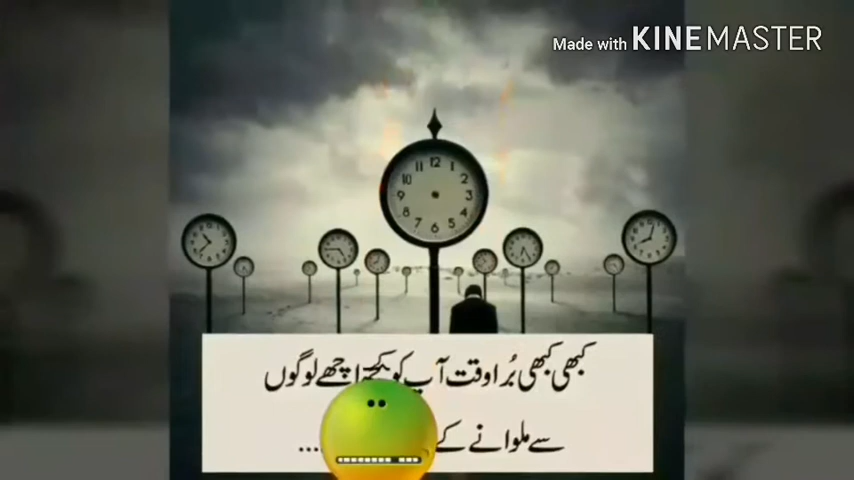 Made with KINEMASTER
کبھی کبھی بُرا وقت آپ کو کچھ اچھے لوگوں
سے ملوانے کے ...